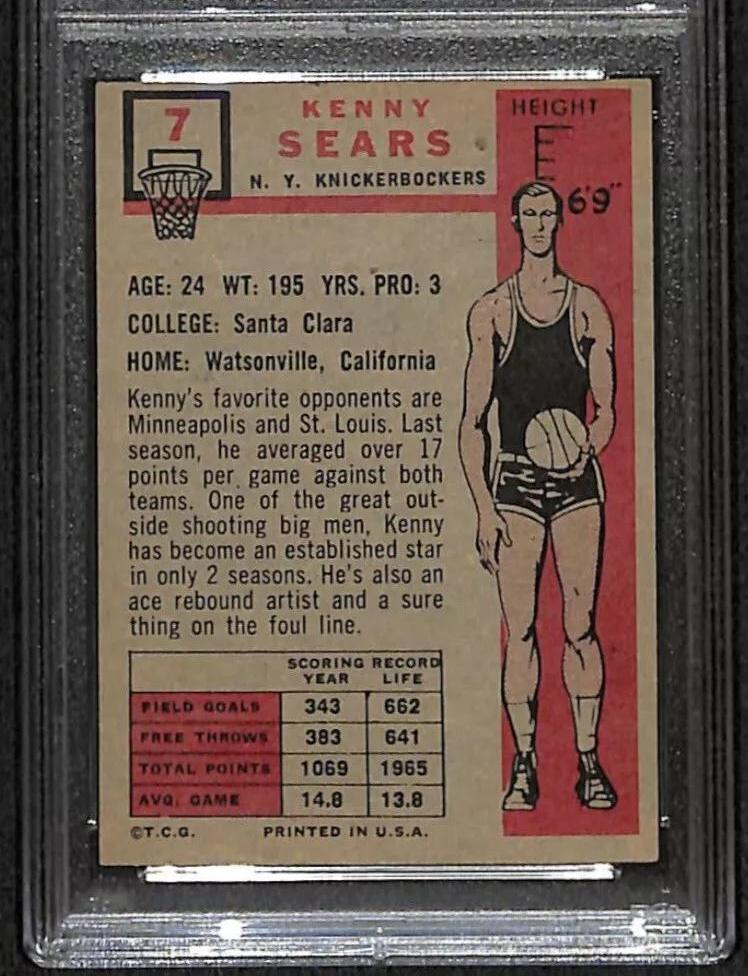 7
KENNY
SEARS
N. Y. KNICKERBOCKERS
HEIGHT
6'9"
AGE: 24 WT: 195 YRS. PRO: 3
COLLEGE: Santa Clara
HOME: Watsonville, California
Kenny's favorite opponents are
Minneapolis and St. Louis. Last
season, he averaged over 17
points per game against both
teams. One of the great out-
side shooting big men, Kenny
has become an established star
in only 2 seasons. He's also an
ace rebound artist and a sure
thing on the foul line.
SCORING RECORD
YEAR LIFE
FIELD GOALS 343 662
FREE THROWS 383 641
TOTAL POINTS 1069 1965
AVG. GAME 14.8 13.8
©T.C.G. PRINTED IN U.S.A.